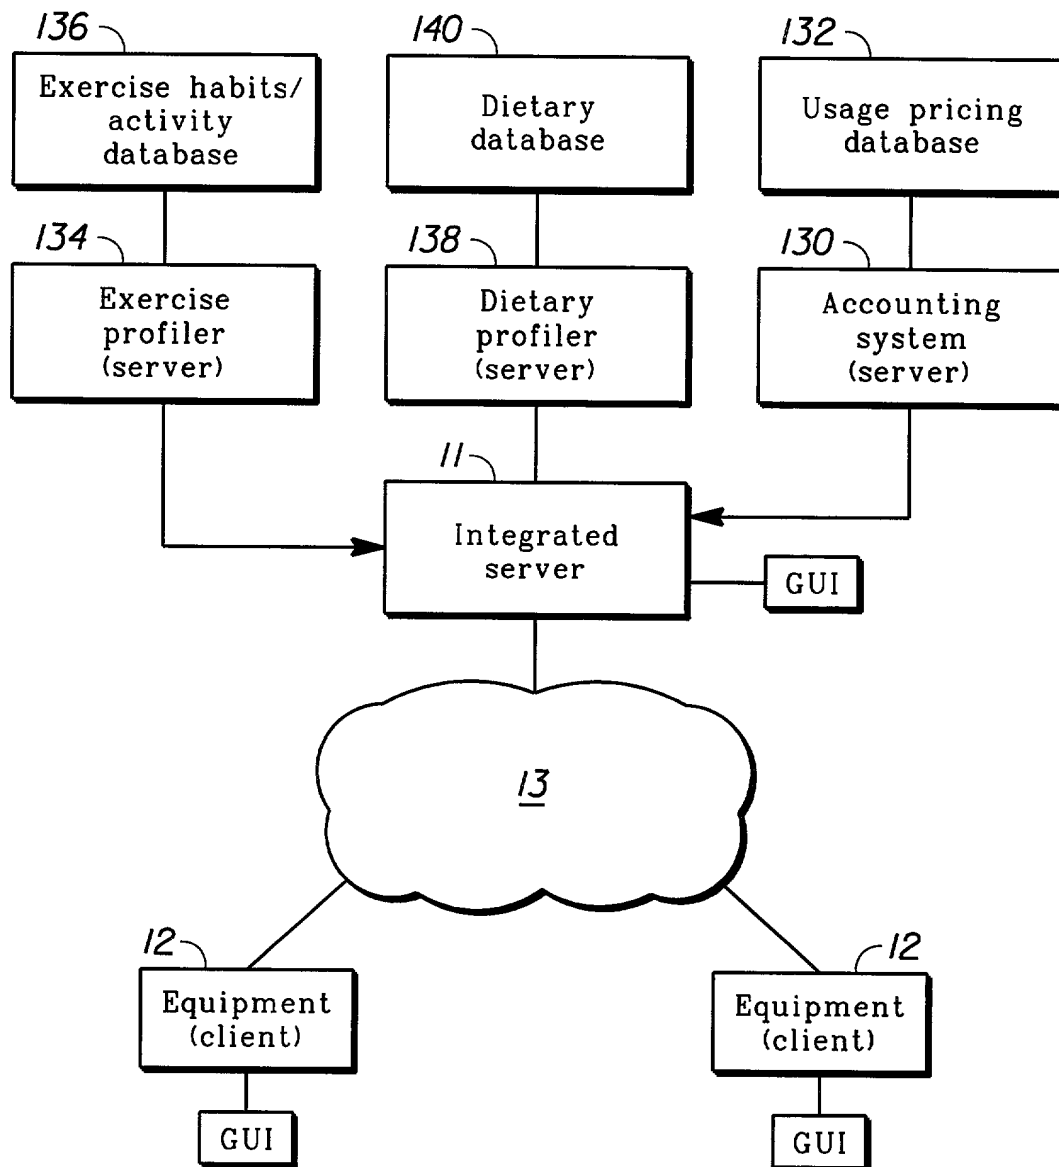 136
140
132
Exercise habits/
activity
database
Dietary
database
Usage pricing
database
134
138
130
Exercise
profiler
(server)
Dietary
profiler
(server)
Accounting
system
(server)
11
Integrated
server
GUI
13
12
12
Equipment
(client)
Equipment
(client)
GUI
GUI